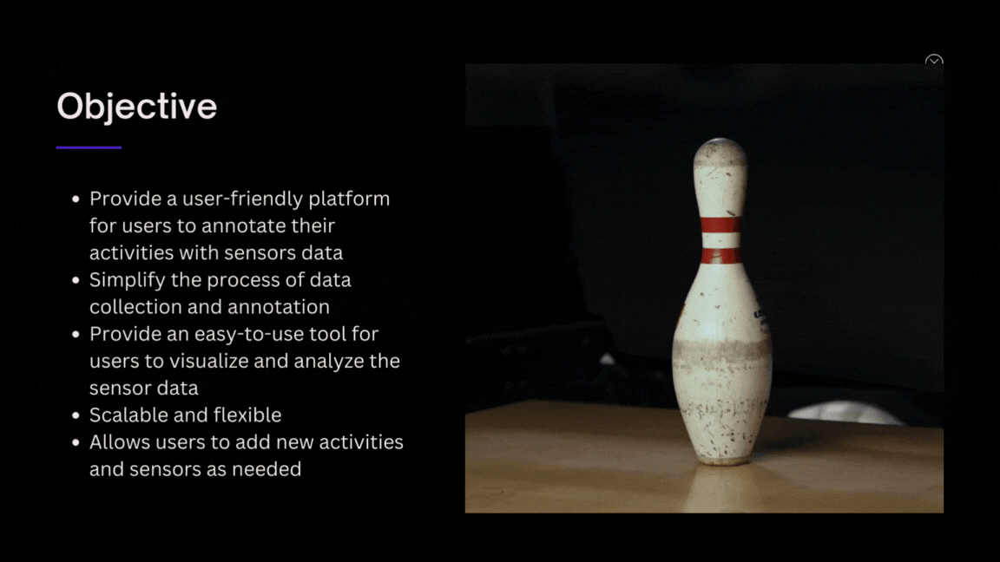 Objective
• Provide a user-friendly platform
for users to annotate their
activities with sensors data
• Simplify the process of data
collection and annotation
• Provide an easy-to-use tool for
users to visualize and analyze the
sensor data
• Scalable and flexible
• Allows users to add new activities
and sensors as needed